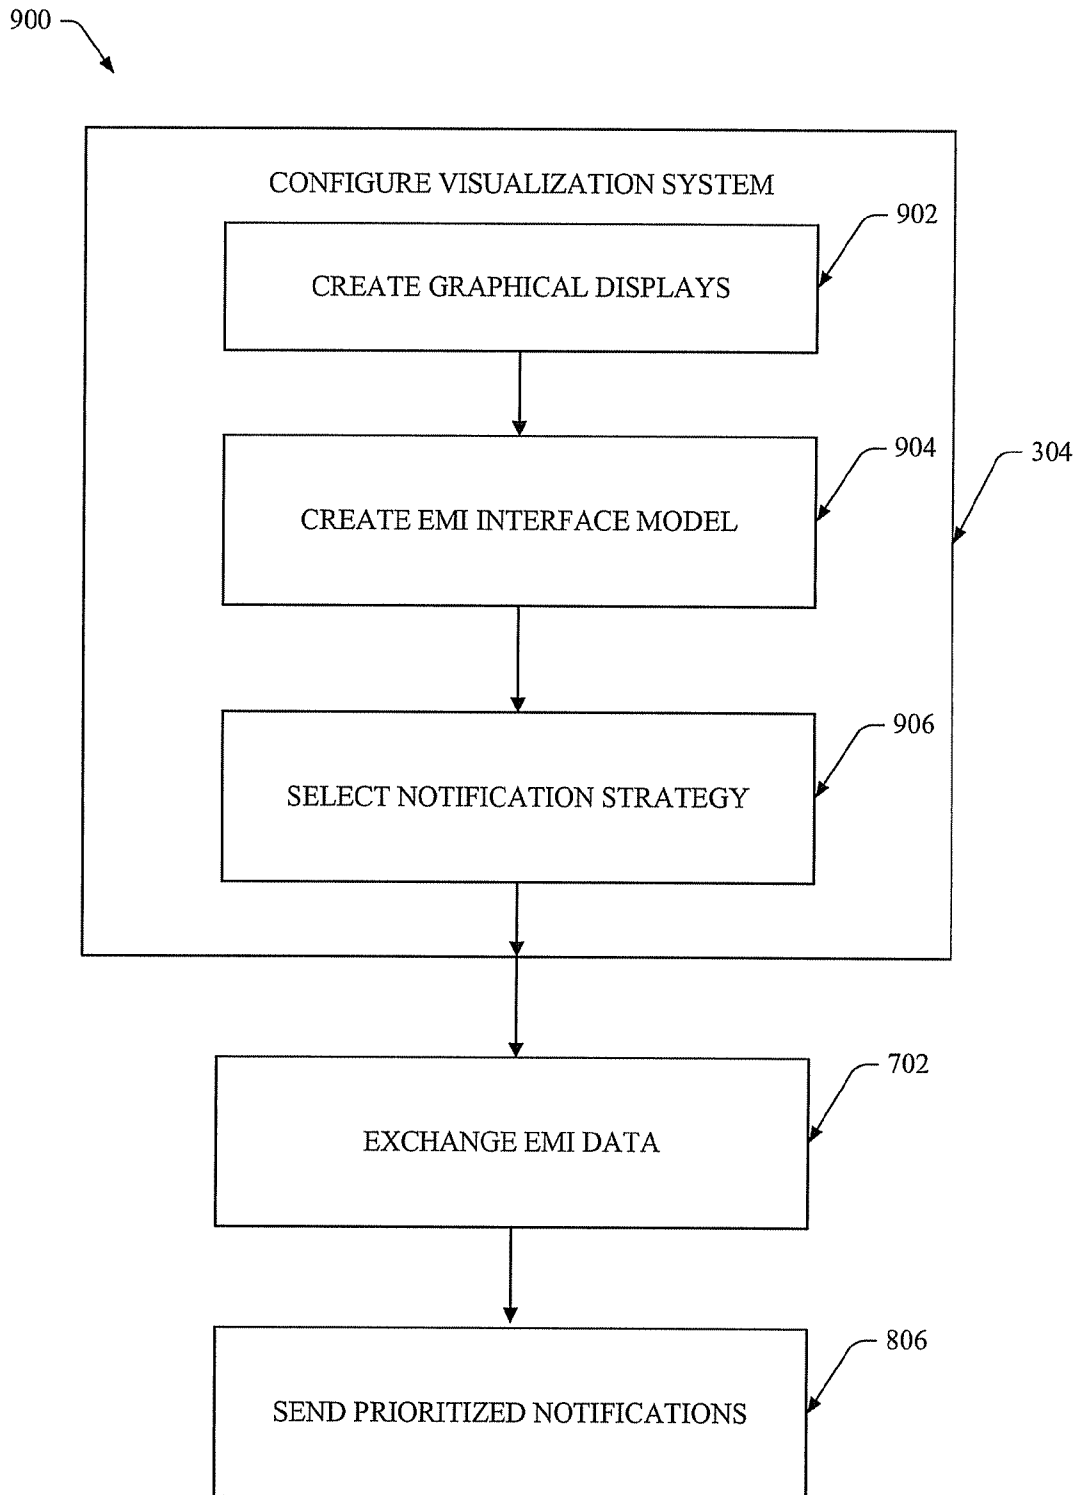 900
CONFIGURE VISUALIZATION SYSTEM
902
CREATE GRAPHICAL DISPLAYS
904
304
CREATE EMI INTERFACE MODEL
906
SELECT NOTIFICATION STRATEGY
702
EXCHANGE EMI DATA
806
SEND PRIORITIZED NOTIFICATIONS